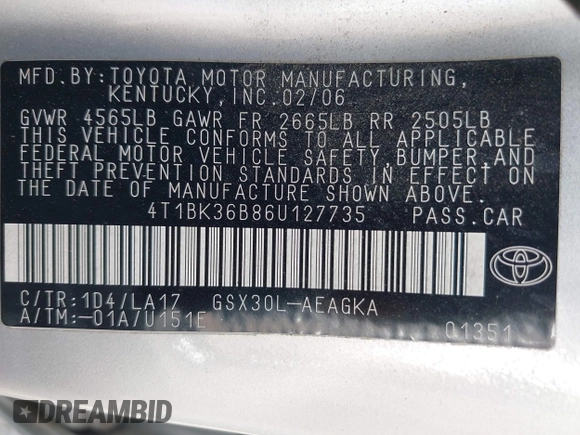 MFD.BY:TOYOTA MOTOR MANUFACTURING,
KENTUCKY,INC.02/06
GVWR 4565LB GAWR FR 2665LB RR 2505LB
THIS VEHICLE CONFORMS TO ALL APPLICABLE
FEDERAL MOTOR VEHICLE SAFETY,BUMPER,AND
THEFT PREVENTION STANDARDS IN EFFECT ON
THE DATE OF MANUFACTURE SHOWN ABOVE.
4T1BK36B86U127735 PASS.CAR
C/TR:1D4/LA17 GSX30L-AEAGKA
A/TM:-01A/U151E 01351
DREAMBID